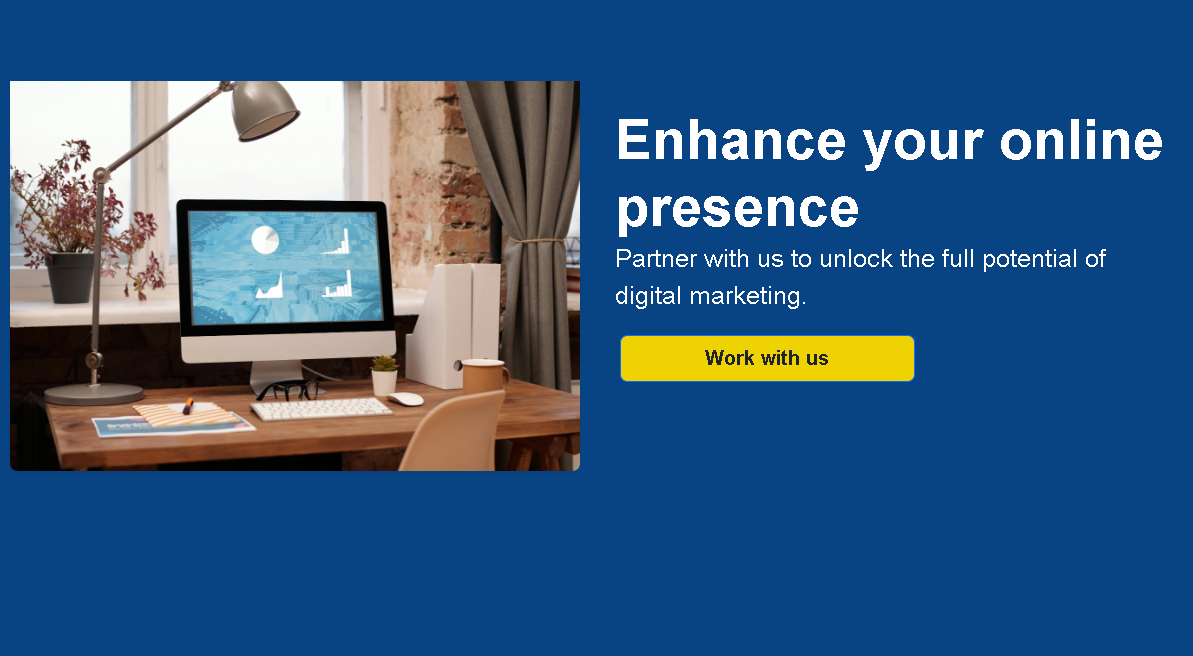 Enhance your online
presence
Partner with us to unlock the full potential of
digital marketing.
Work with us